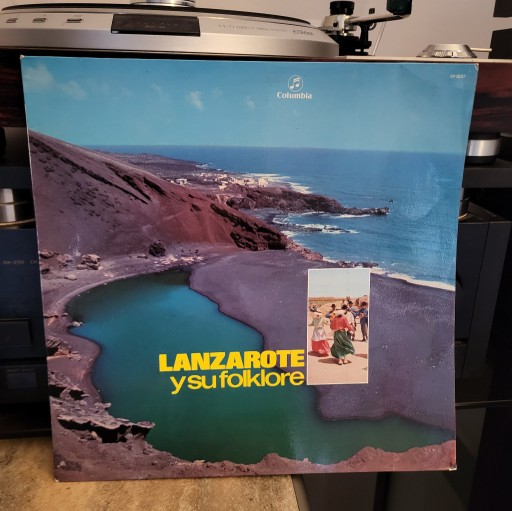 Columbia
LANZAROTE
y su folklore